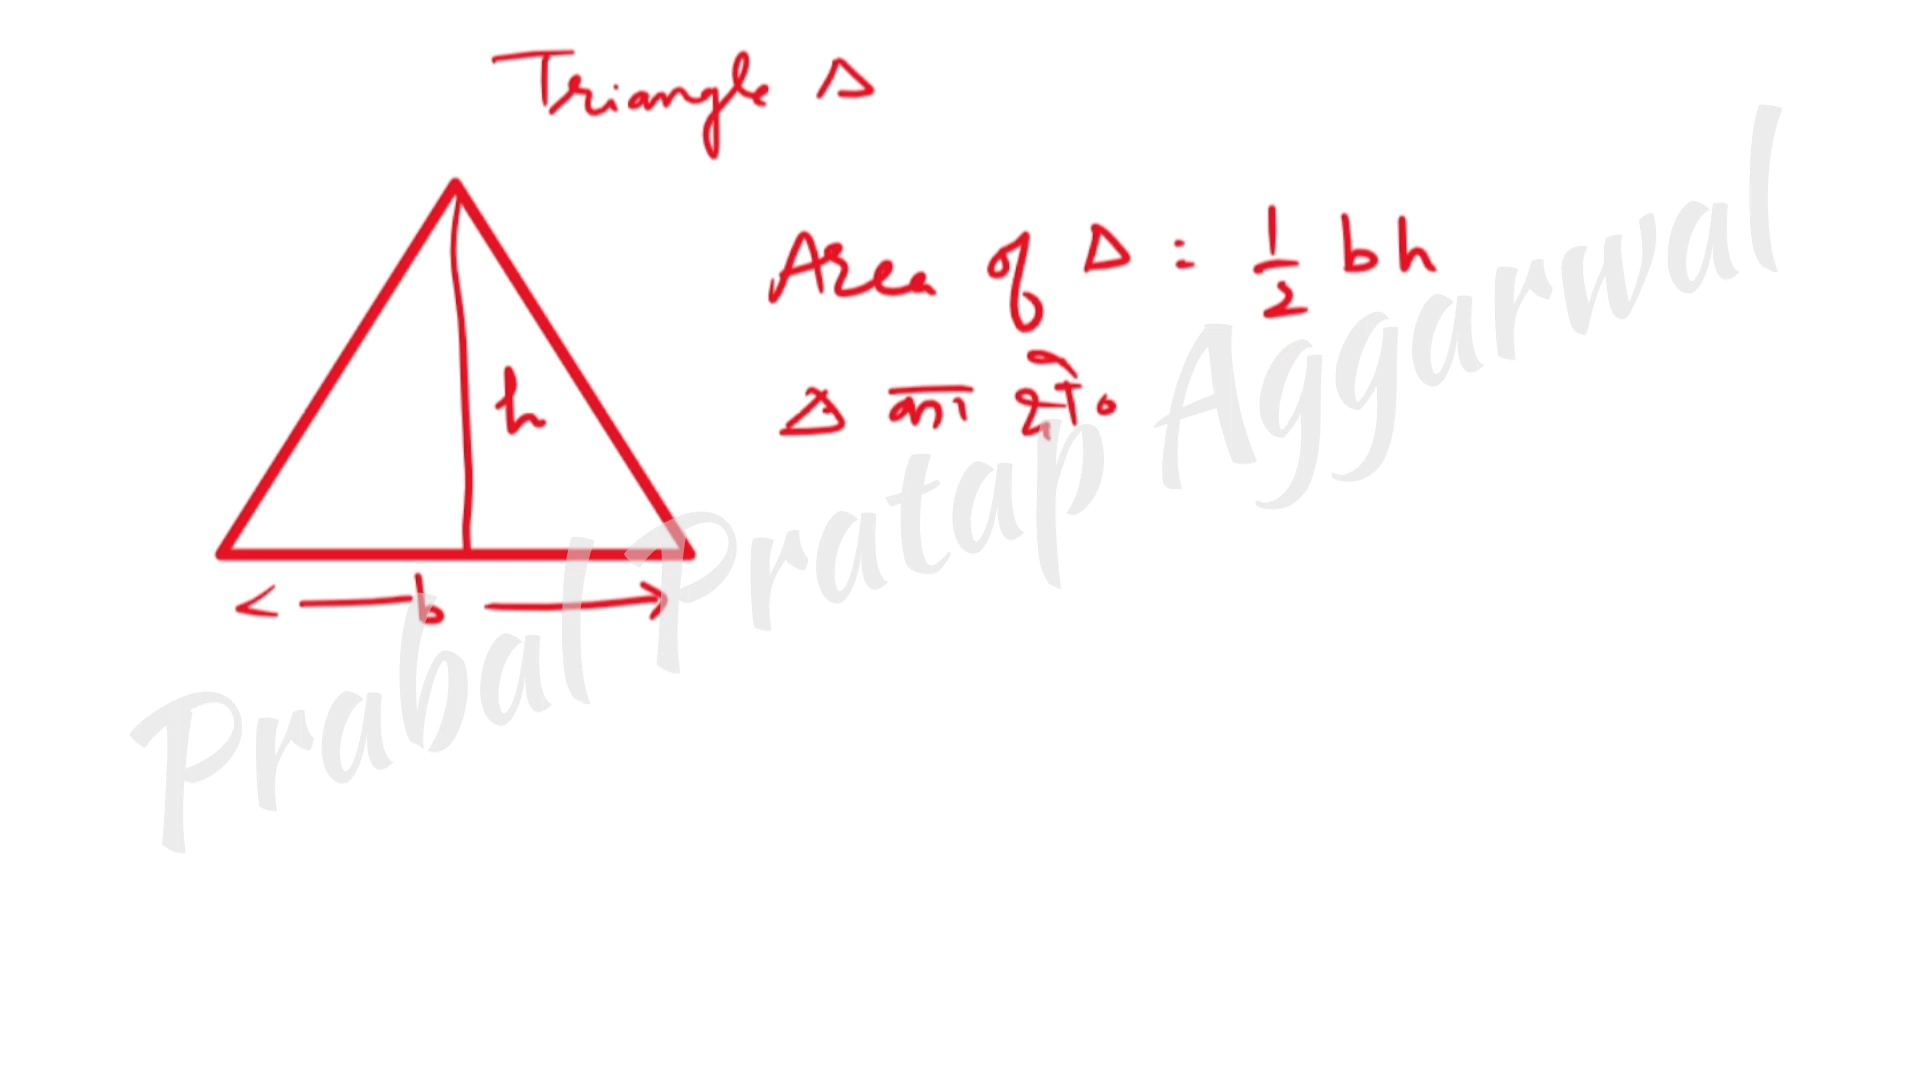 Triangle Δ
Area of Δ = 1/2 bh
Δ का क्षे०
h
b
Prabal Pratap Aggarwal